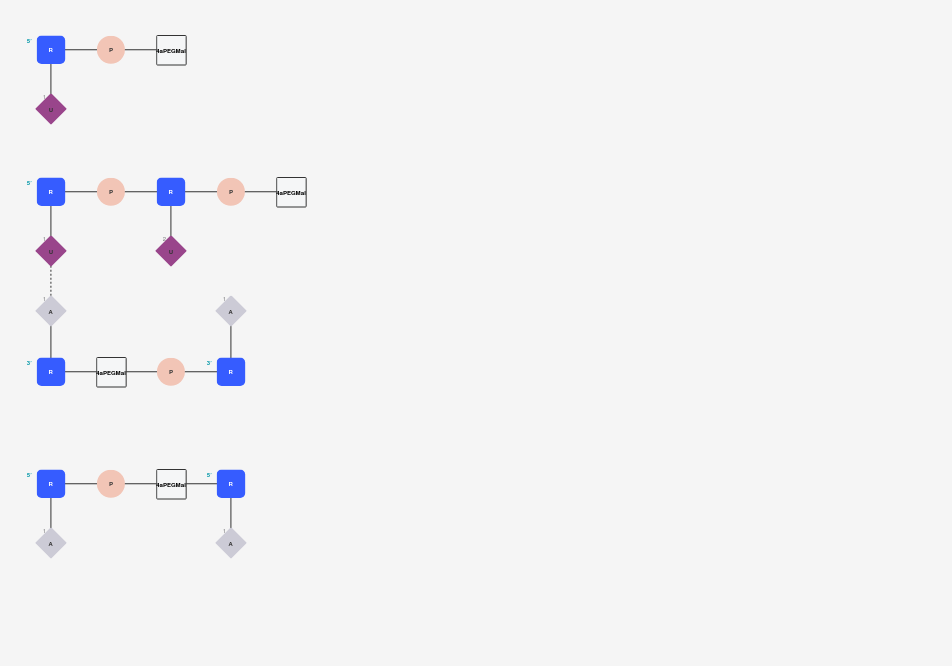 5'
R P 4aPEGMal
1
U
5'
R P R P 4aPEGMal
1 2
U U
1 1
A A
3' 3'
R 4aPEGMal P R
5' 5'
R P 4aPEGMal R
1 1
A A